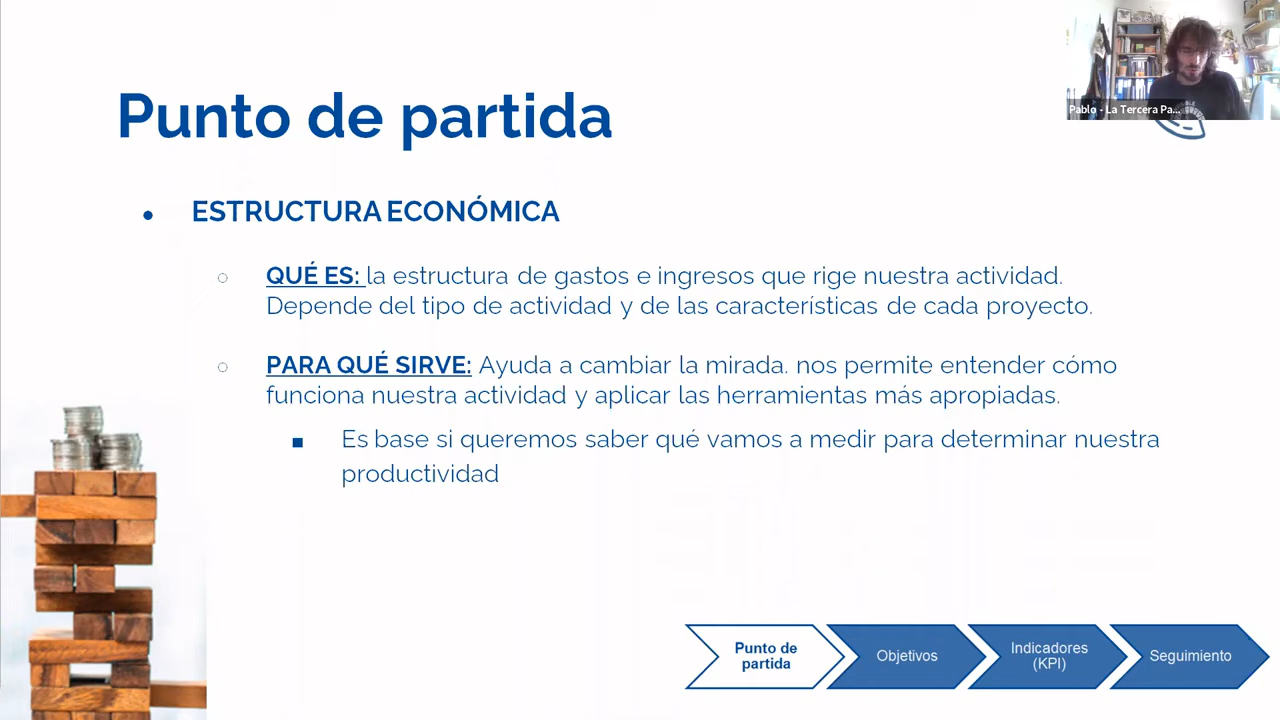 Punto de partida
Pablo - La Tercera Pa...
● ESTRUCTURA ECONÓMICA
○ QUÉ ES: la estructura de gastos e ingresos que rige nuestra actividad.
Depende del tipo de actividad y de las características de cada proyecto.
○ PARA QUÉ SIRVE: Ayuda a cambiar la mirada. nos permite entender cómo
funciona nuestra actividad y aplicar las herramientas más apropiadas.
■ Es base si queremos saber qué vamos a medir para determinar nuestra
productividad
Punto de
partida
Objetivos
Indicadores
(KPI)
Seguimiento